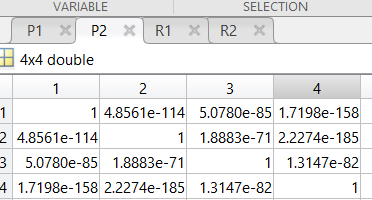 VARIABLE SELECTION
P1 P2 R1 R2
4x4 double
1 2 3 4
1 1 4.8561e-114 5.0780e-85 1.7198e-158
2 4.8561e-114 1 1.8883e-71 2.2274e-185
3 5.0780e-85 1.8883e-71 1 1.3147e-82
4 1.7198e-158 2.2274e-185 1.3147e-82 1